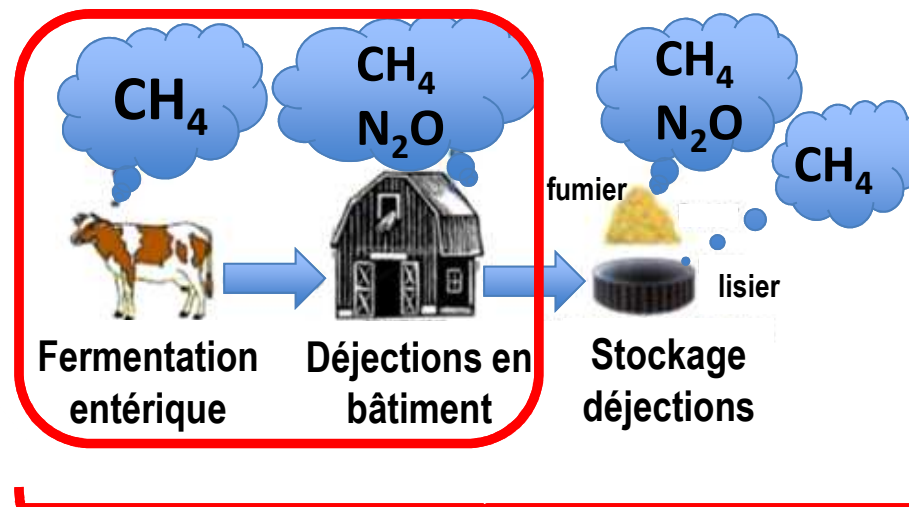 CH₄
CH₄
N₂O
CH₄
N₂O
CH₄
fumier
lisier
Fermentation
entérique
Déjections en
bâtiment
Stockage
déjections